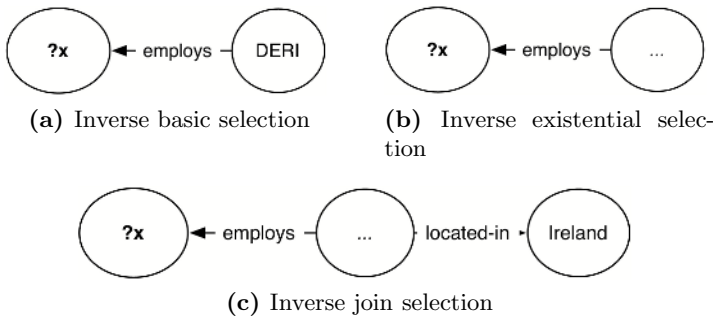 ?x employs DERI
?x employs ...
(a) Inverse basic selection
(b) Inverse existential selec-
tion
?x employs ... located-in Ireland
(c) Inverse join selection